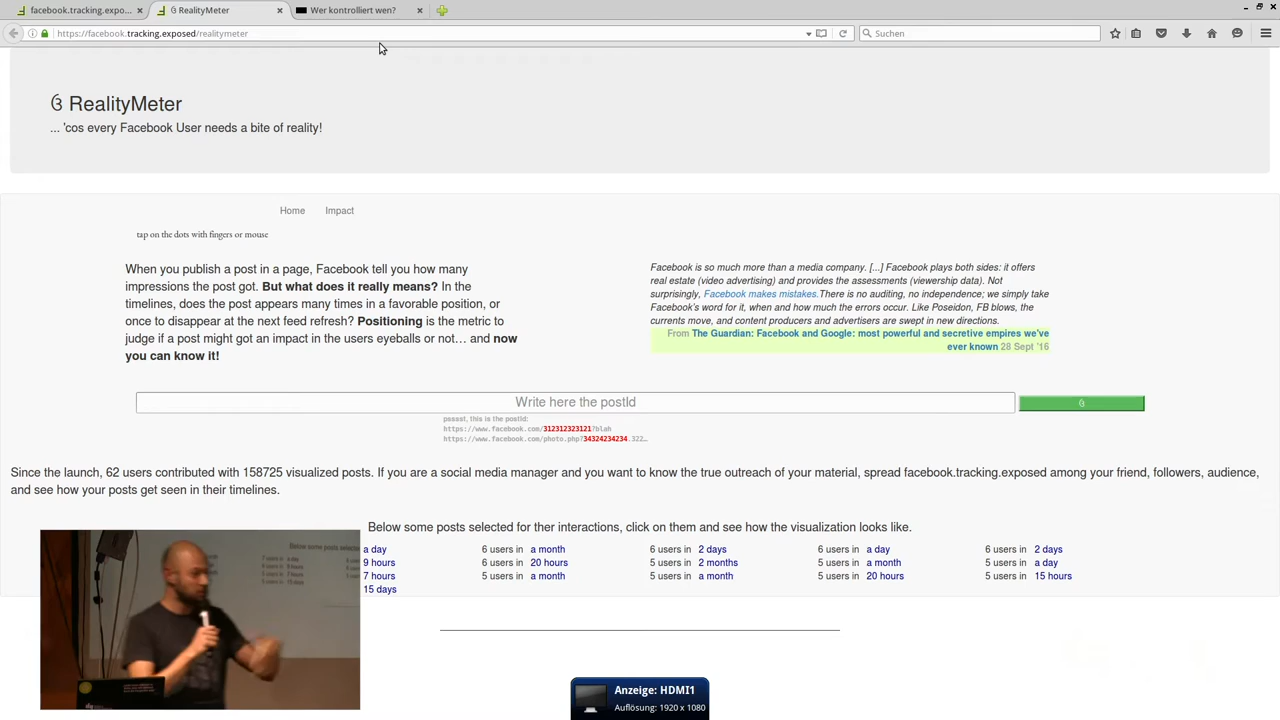 facebook.tracking.expo...
RealityMeter
Wer kontrolliert wen?
https://facebook.tracking.exposed/realitymeter
Suchen
RealityMeter
... 'cos every Facebook User needs a bite of reality!
Home
Impact
tap on the dots with fingers or mouse
When you publish a post in a page, Facebook tell you how many
impressions the post got. But what does it really means? In the
timelines, does the post appears many times in a favorable position, or
once to disappear at the next feed refresh? Positioning is the metric to
judge if a post might got an impact in the users eyeballs or not... and now
you can know it!
Facebook is so much more than a media company. [...] Facebook plays both sides: it offers
real estate (video advertising) and provides the assessments (viewership data). Not
surprisingly, Facebook makes mistakes.There is no auditing, no independence; we simply take
Facebook's word for it, when and how much the errors occur. Like Poseidon, FB blows, the
currents move, and content producers and advertisers are swept in new directions.
From The Guardian: Facebook and Google: most powerful and secretive empires we've
ever known 28 Sept '16
Write here the postId
pssst, this is the postId:
https://www.facebook.com/312312323121?blah
https://www.facebook.com/photo.php?34324234234.322...
Since the launch, 62 users contributed with 158725 visualized posts. If you are a social media manager and you want to know the true outreach of your material, spread facebook.tracking.exposed among your friend, followers, audience,
and see how your posts get seen in their timelines.
Below some posts selected for ther interactions, click on them and see how the visualization looks like.
a day 6 users in a month 6 users in 2 days 6 users in a day 6 users in 2 days
9 hours 6 users in 20 hours 5 users in 2 months 5 users in a month 5 users in a day
7 hours 5 users in a month 5 users in a month 5 users in 20 hours 5 users in 15 hours
15 days
Anzeige: HDMI1
Auflösung: 1920 x 1080